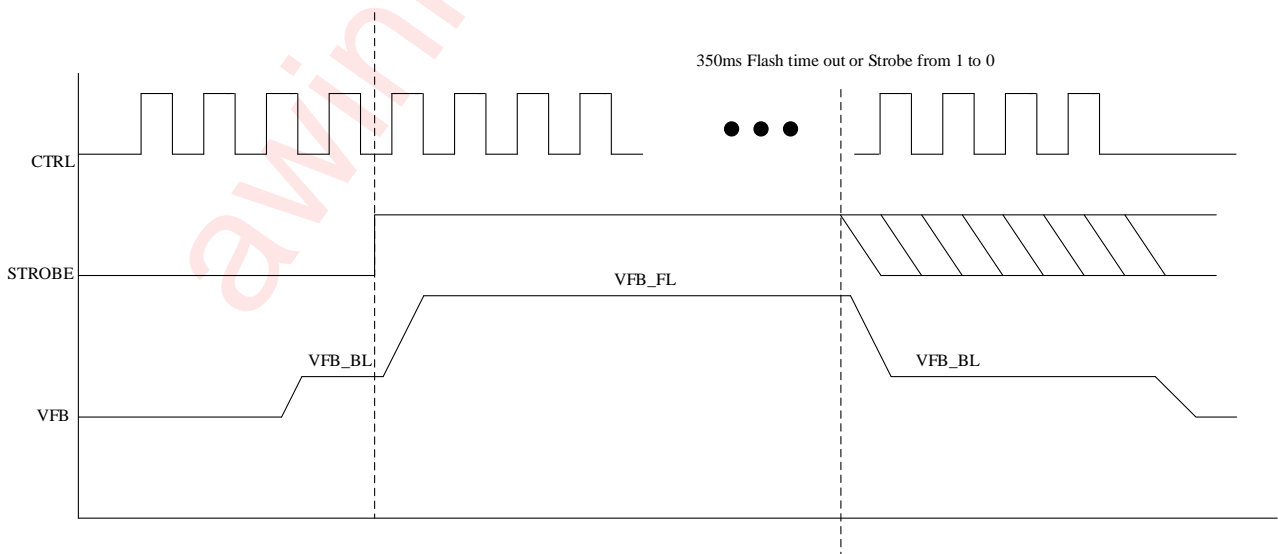 350ms Flash time out or Strobe from 1 to 0
CTRL
STROBE
VFB_FL
VFB_BL
VFB_BL
VFB